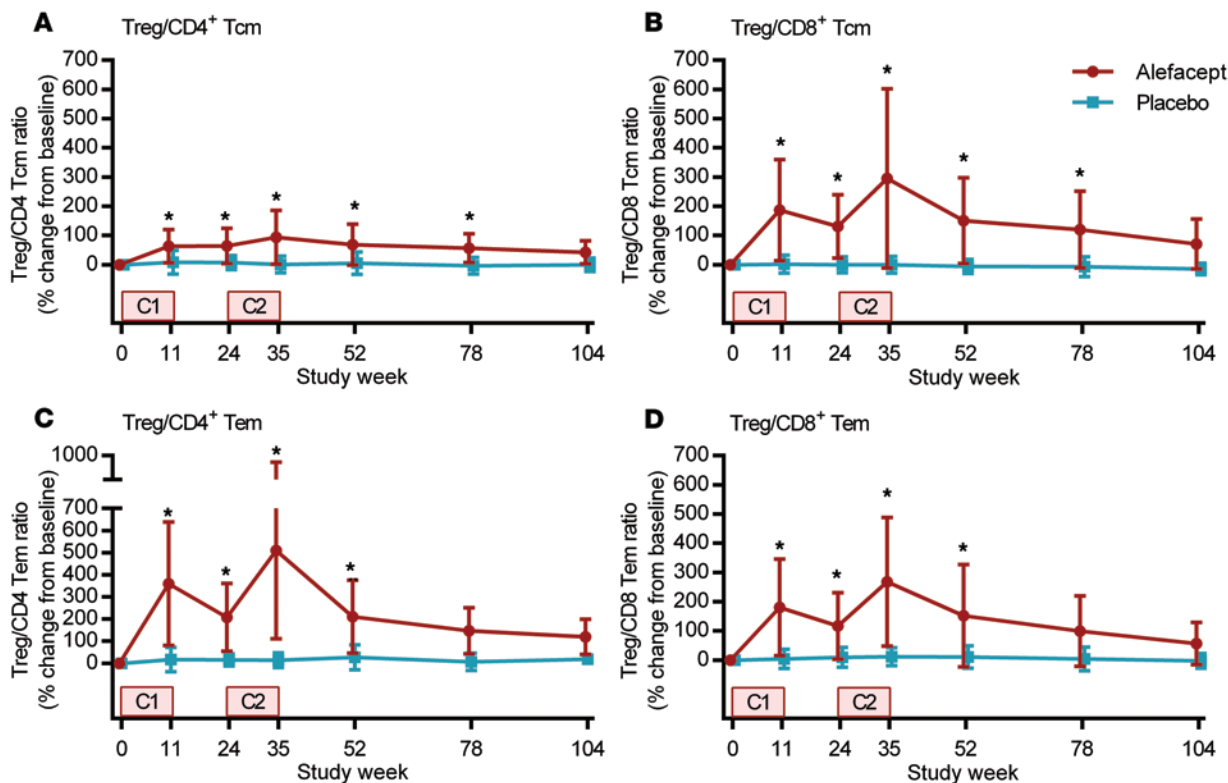 A Treg/CD4+ Tcm
Treg/CD4 Tcm ratio
(% change from baseline)
700
600
500
400
300
200
100
0
* * * * *
C1 C2
0 11 24 35 52 78 104
Study week
B Treg/CD8+ Tcm
Treg/CD8 Tcm ratio
(% change from baseline)
700
600
500
400
300
200
100
0
* * * * *
C1 C2
0 11 24 35 52 78 104
Study week
Alefacept
Placebo
C Treg/CD4+ Tem
Treg/CD4 Tem ratio
(% change from baseline)
1000
700
600
500
400
300
200
100
0
* * * *
C1 C2
0 11 24 35 52 78 104
Study week
D Treg/CD8+ Tem
Treg/CD8 Tem ratio
(% change from baseline)
700
600
500
400
300
200
100
0
* * * *
C1 C2
0 11 24 35 52 78 104
Study week